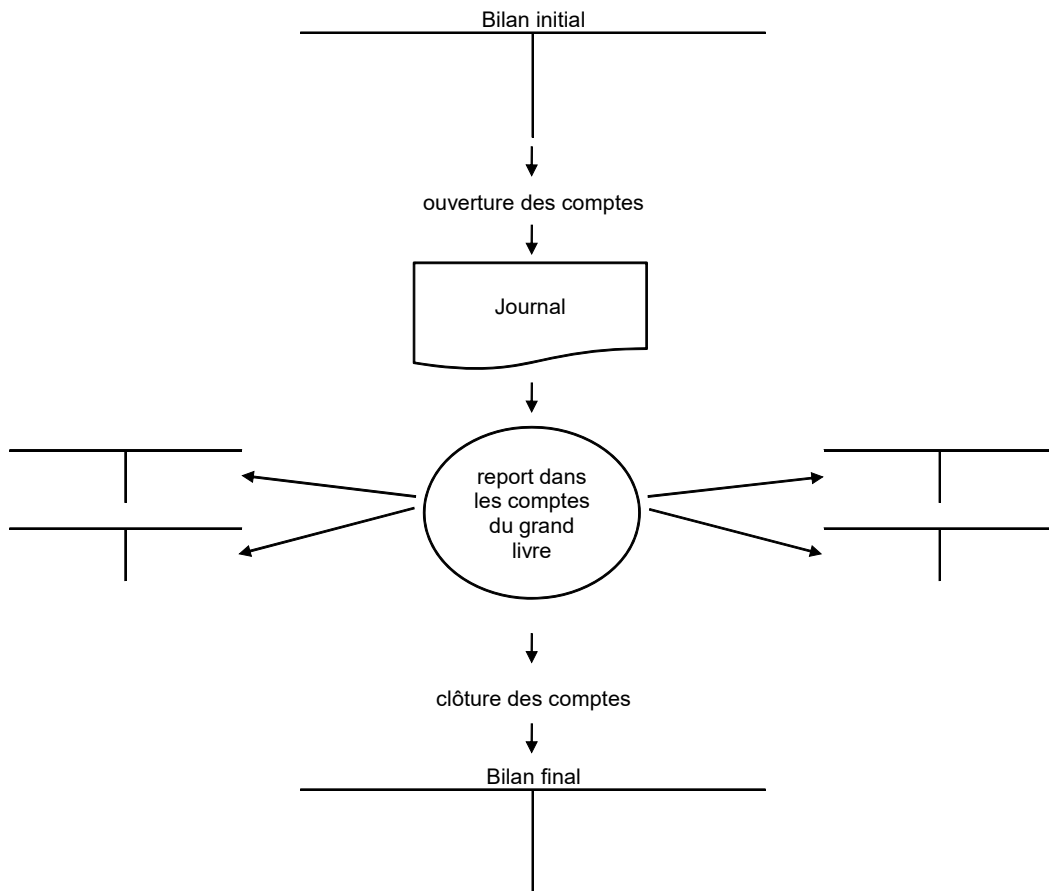 Bilan initial
ouverture des comptes
Journal
report dans
les comptes
du grand
livre
clôture des comptes
Bilan final